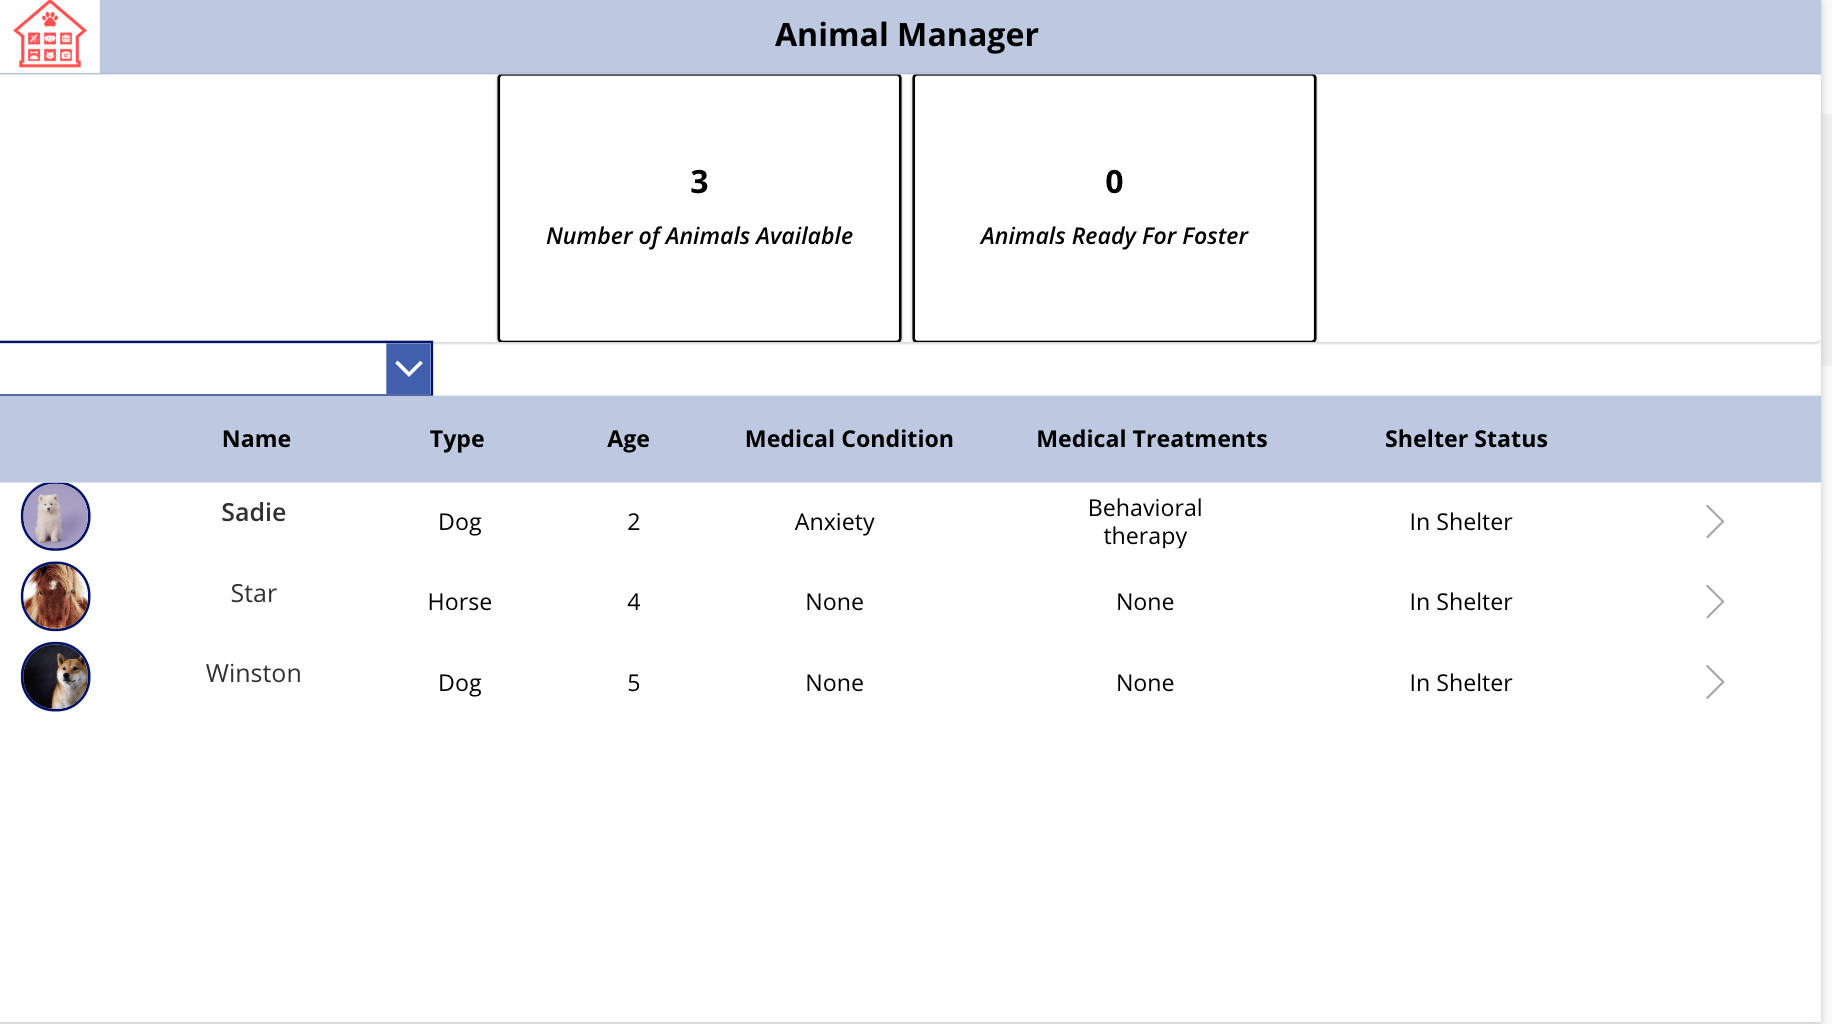 Animal Manager
3
Number of Animals Available
0
Animals Ready For Foster
Name Type Age Medical Condition Medical Treatments Shelter Status
Sadie Dog 2 Anxiety Behavioral therapy In Shelter
Star Horse 4 None None In Shelter
Winston Dog 5 None None In Shelter